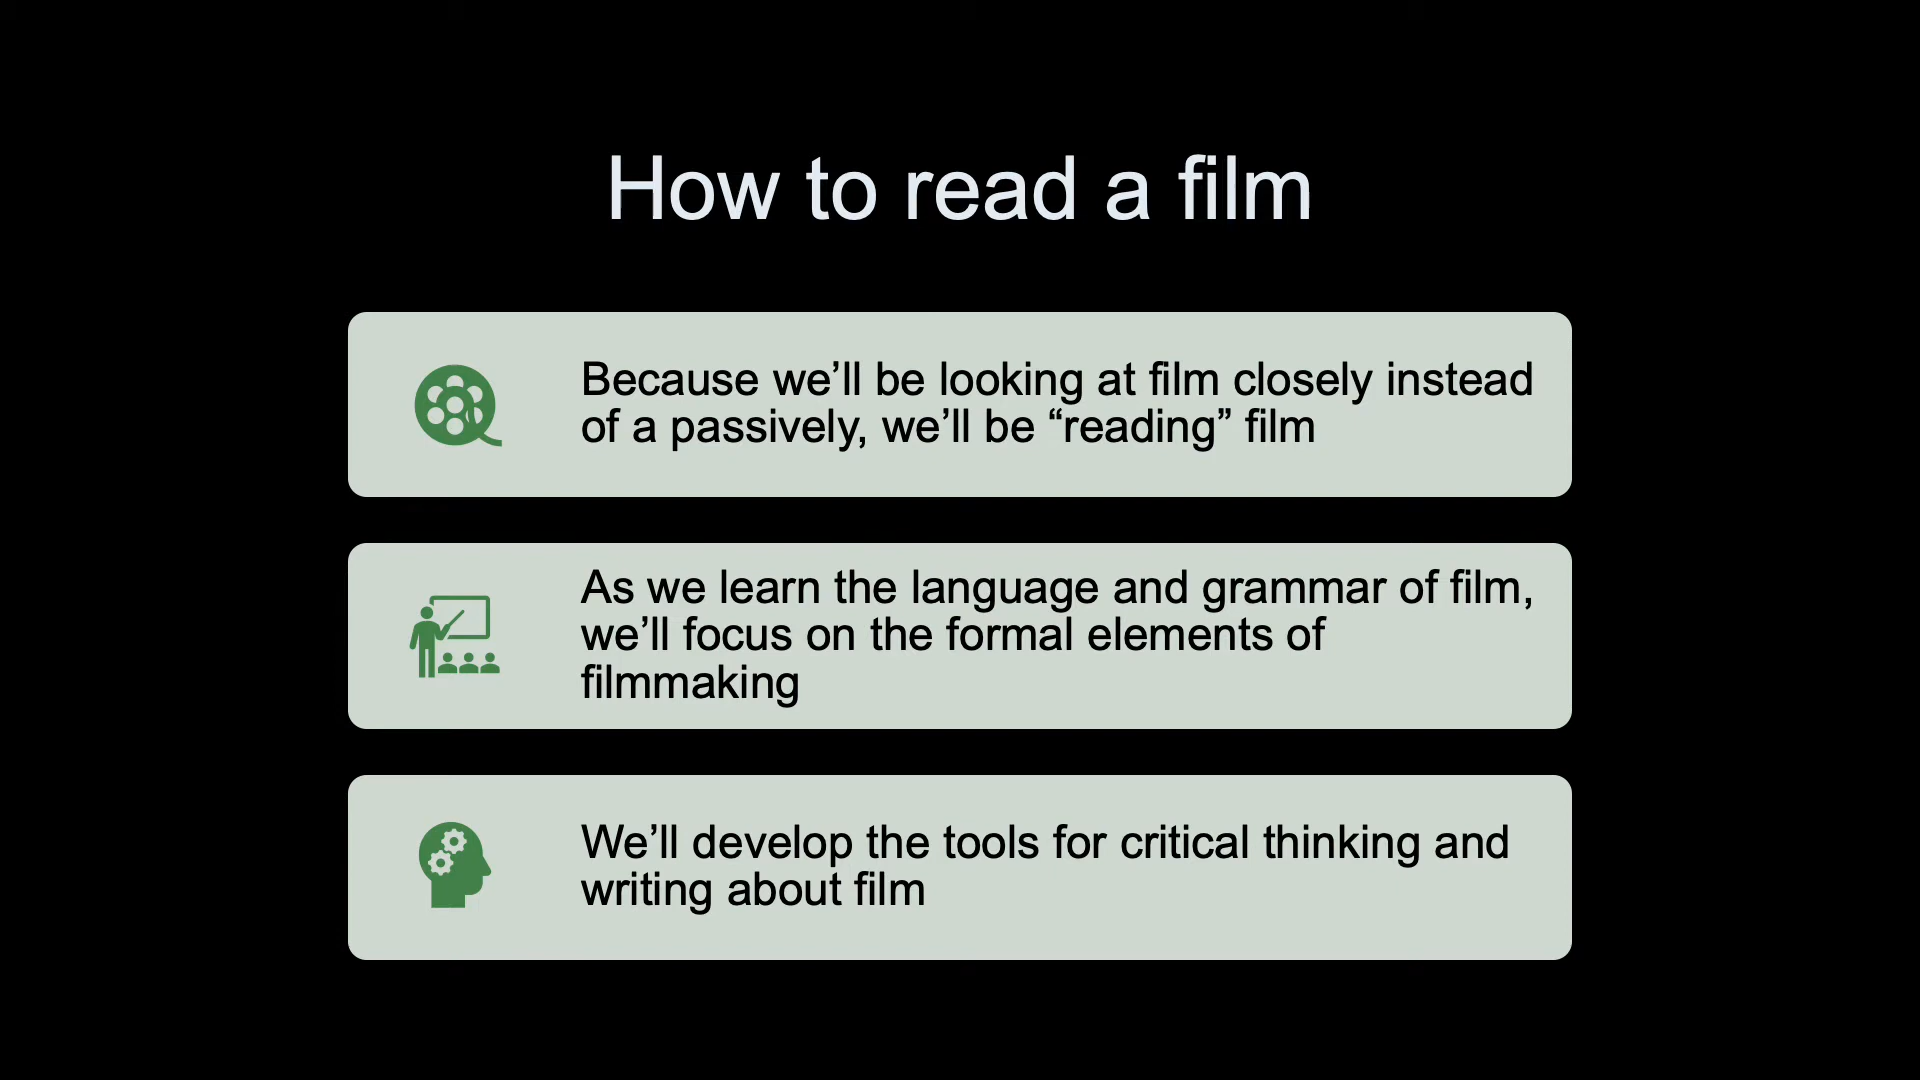 How to read a film
Because we’ll be looking at film closely instead
of a passively, we’ll be “reading” film
As we learn the language and grammar of film,
we’ll focus on the formal elements of
filmmaking
We’ll develop the tools for critical thinking and
writing about film